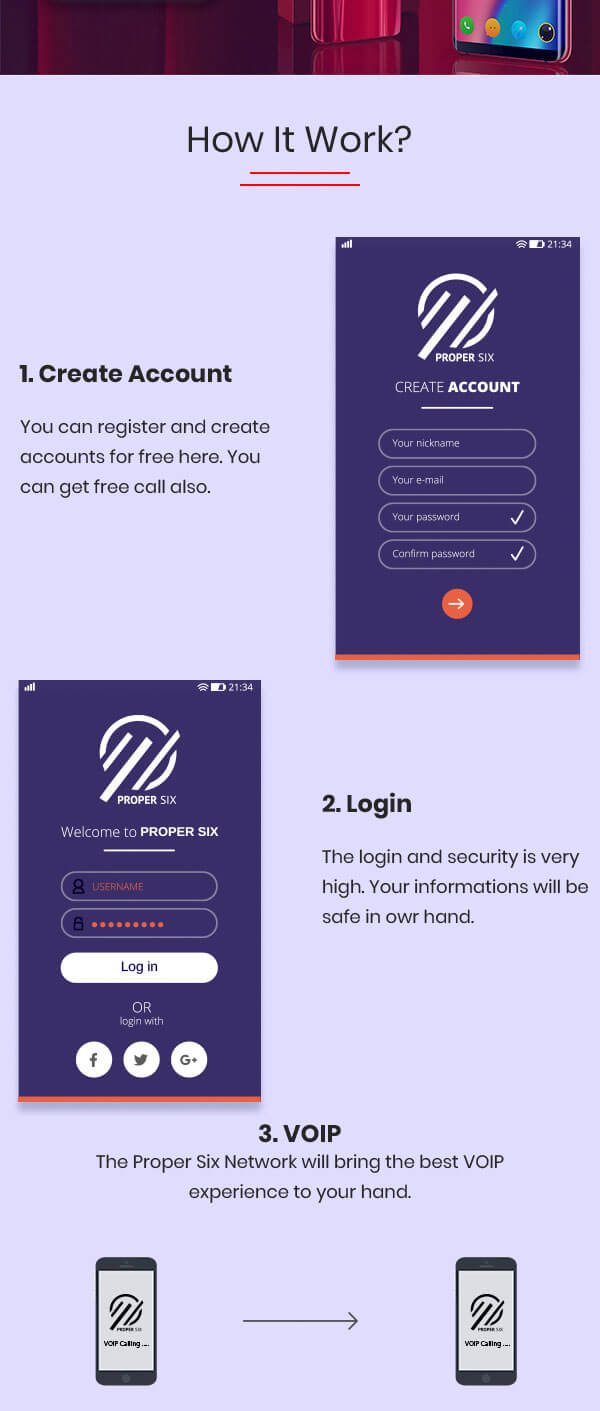 How It Work?
21:34
PROPER SIX
CREATE ACCOUNT
Your nickname
Your e-mail
Your password
Confirm password
1. Create Account
You can register and create
accounts for free here. You
can get free call also.
21:34
PROPER SIX
Welcome to PROPER SIX
USERNAME
Log in
OR
login with
f
G+
2. Login
The login and security is very
high. Your informations will be
safe in owr hand.
3. VOIP
The Proper Six Network will bring the best VOIP
experience to your hand.
PROPER SIX
VOIP Calling ....
PROPER SIX
VOIP Calling ....